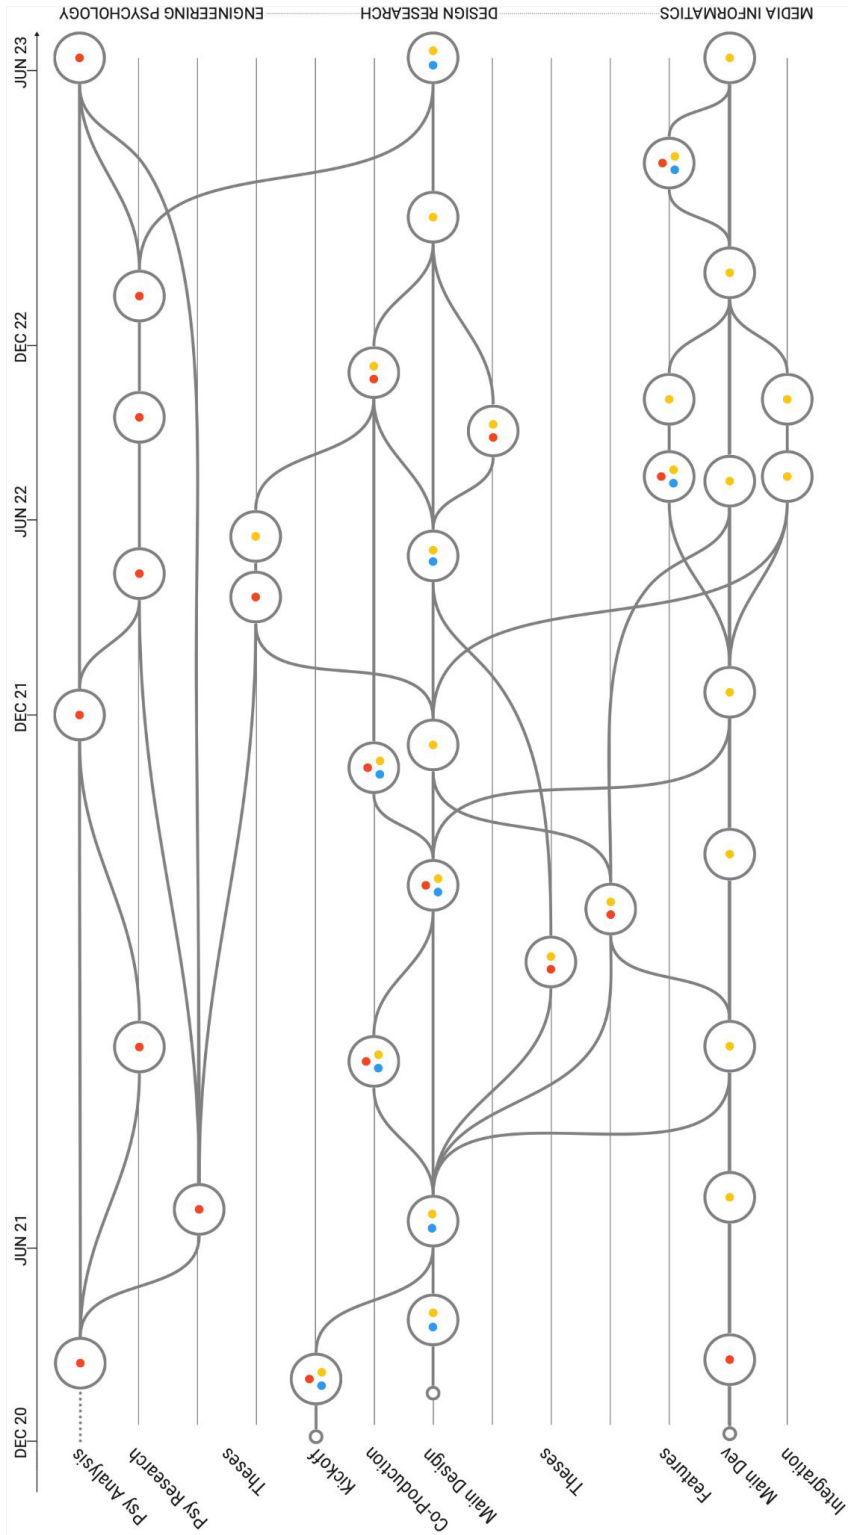 ENGINEERING PSYCHOLOGY
DESIGN RESEARCH
MEDIA INFORMATICS
JUN 23
DEC 22
JUN 22
DEC 21
JUN 21
DEC 20
Psy Analysis
Psy Research
Theses
Kickoff
Co-Production
Main Design
Theses
Features
Main Dev
Integration